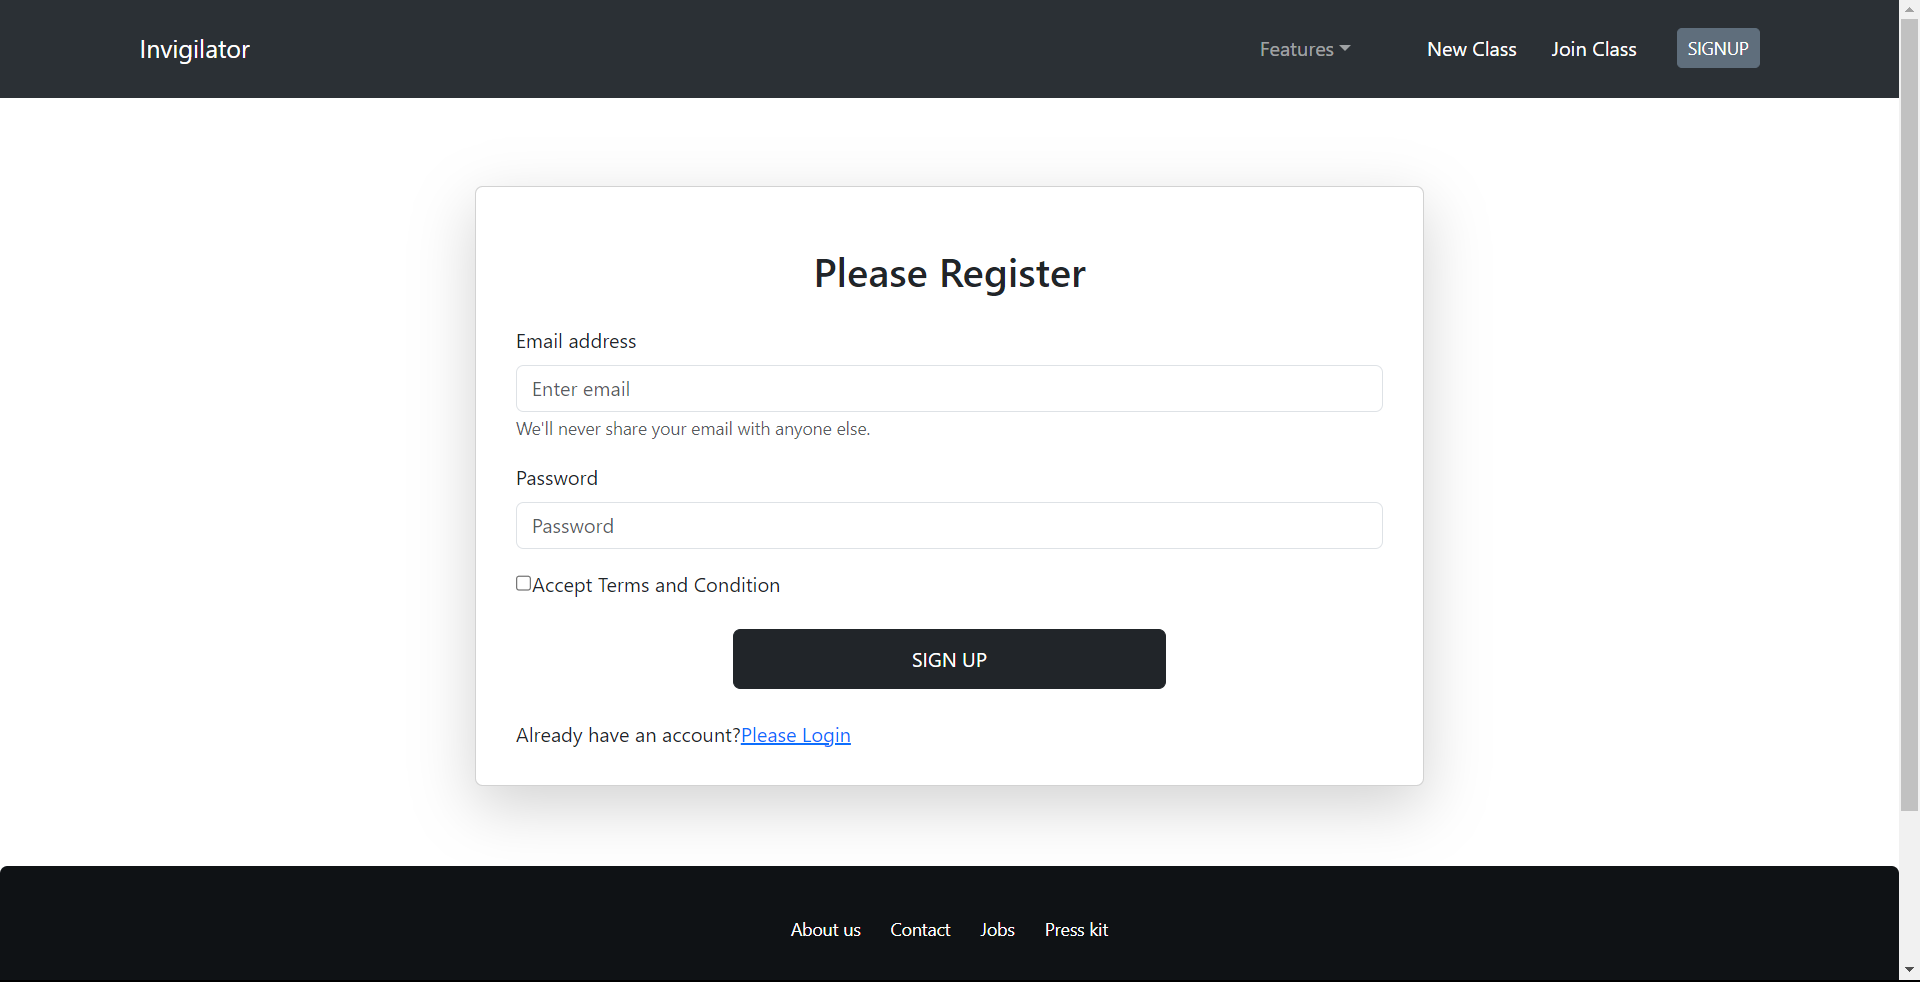 Invigilator Features New Class Join Class SIGNUP
Please Register
Email address
Enter email
We'll never share your email with anyone else.
Password
Password
Accept Terms and Condition
SIGN UP
Already have an account?Please Login
About us Contact Jobs Press kit